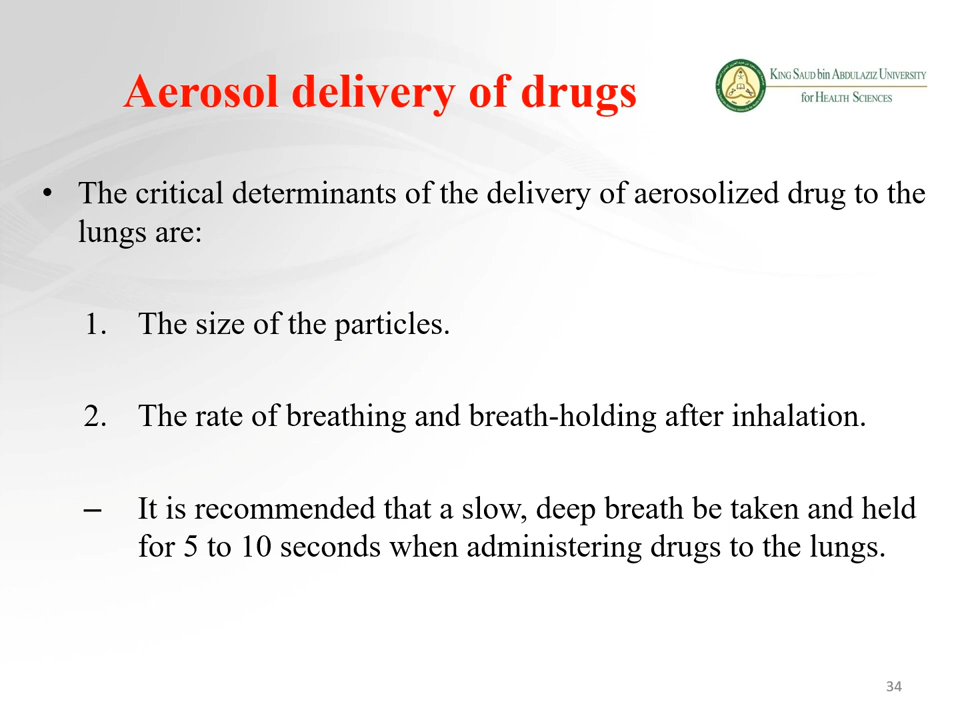 Aerosol delivery of drugs
KING SAUD bin ABDULAZIZ UNIVERSITY
for HEALTH SCIENCES
• The critical determinants of the delivery of aerosolized drug to the
lungs are:
1. The size of the particles.
2. The rate of breathing and breath-holding after inhalation.
– It is recommended that a slow, deep breath be taken and held
for 5 to 10 seconds when administering drugs to the lungs.
34